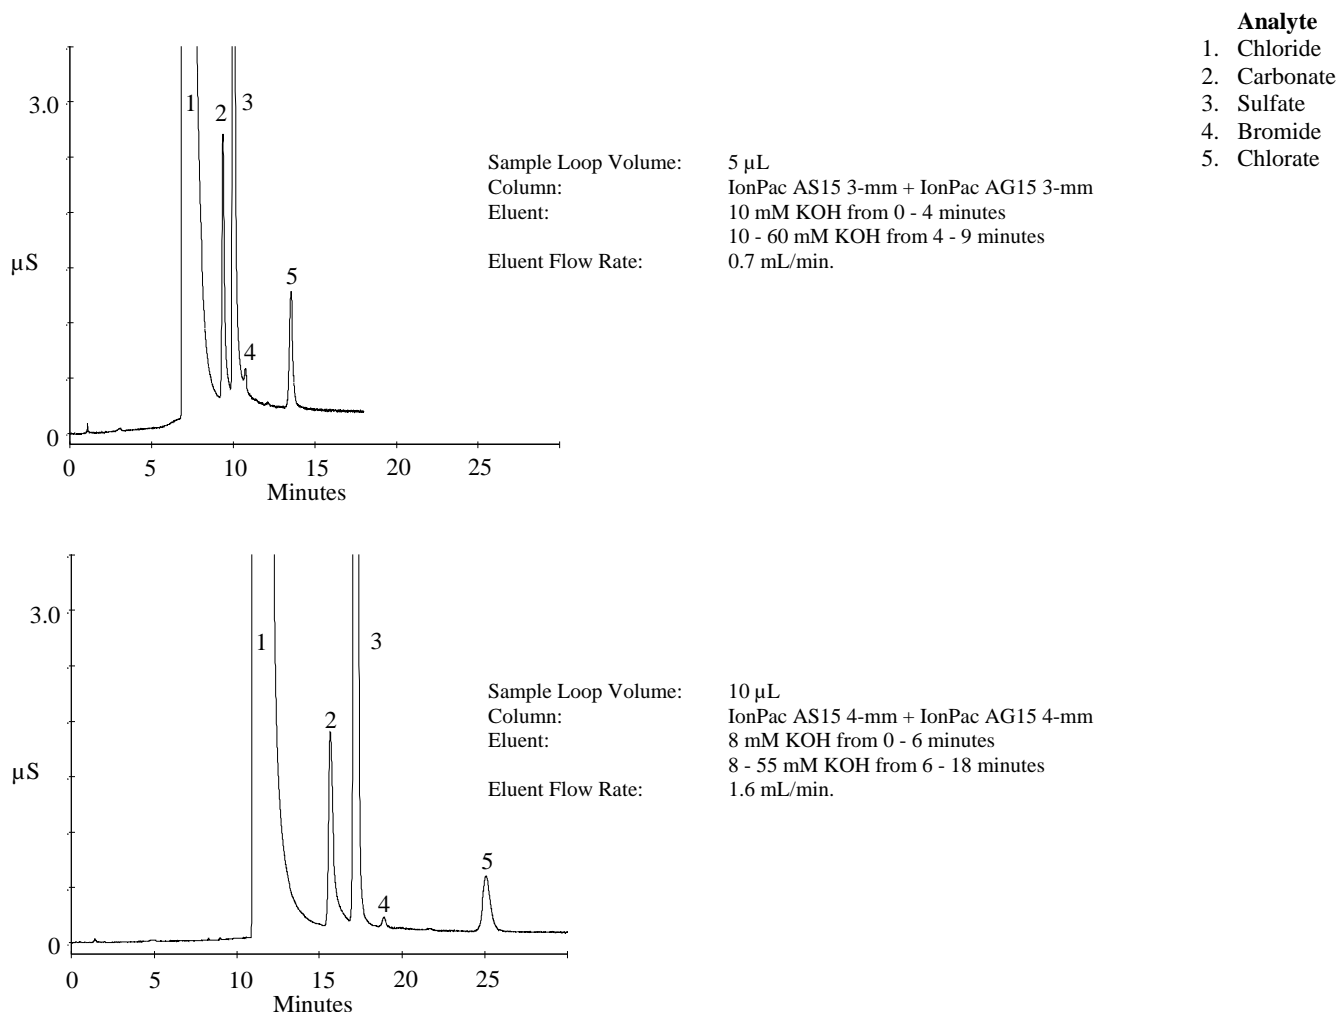 Analyte
1. Chloride
2. Carbonate
3. Sulfate
4. Bromide
5. Chlorate
3.0
µS
0
1
2
3
4
5
0 5 10 15 20 25
Minutes
Sample Loop Volume: 5 µL
Column: IonPac AS15 3-mm + IonPac AG15 3-mm
Eluent: 10 mM KOH from 0 - 4 minutes
10 - 60 mM KOH from 4 - 9 minutes
Eluent Flow Rate: 0.7 mL/min.
3.0
µS
0
1
2
3
4
5
0 5 10 15 20 25
Minutes
Sample Loop Volume: 10 µL
Column: IonPac AS15 4-mm + IonPac AG15 4-mm
Eluent: 8 mM KOH from 0 - 6 minutes
8 - 55 mM KOH from 6 - 18 minutes
Eluent Flow Rate: 1.6 mL/min.